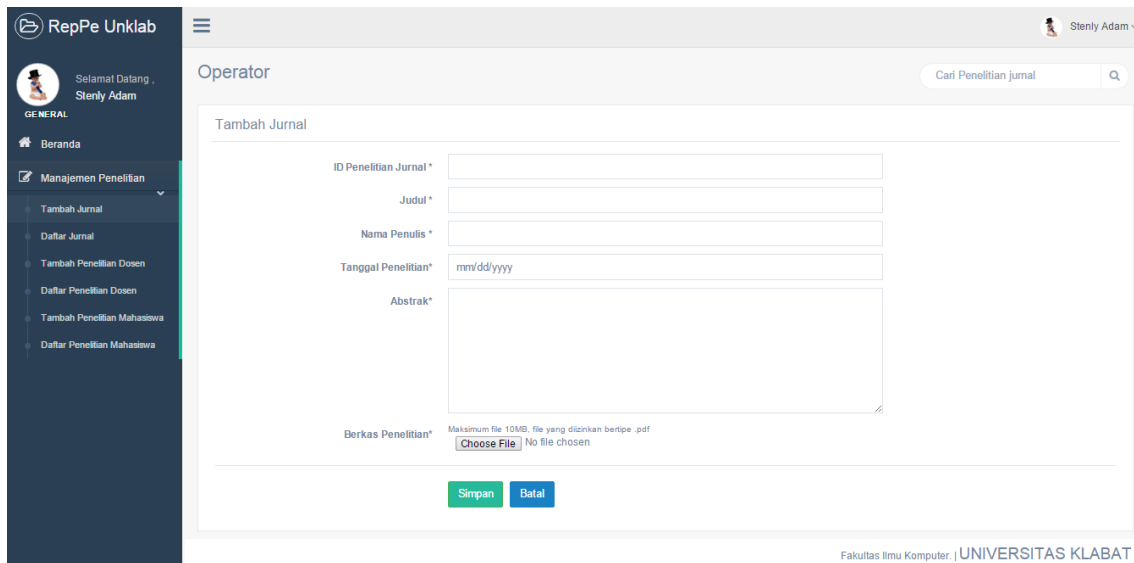 RepPe Unklab
Stenly Adam
Selamat Datang ,
Stenly Adam
GENERAL
Beranda
Manajemen Penelitian
Tambah Jurnal
Daftar Jurnal
Tambah Penelitian Dosen
Daftar Penelitian Dosen
Tambah Penelitian Mahasiswa
Daftar Penelitian Mahasiswa
Operator
Cari Penelitian jurnal
Tambah Jurnal
ID Penelitian Jurnal *
Judul *
Nama Penulis *
Tanggal Penelitian* mm/dd/yyyy
Abstrak*
Berkas Penelitian* Maksimum file 10MB, file yang diizinkan bertipe .pdf
Choose File No file chosen
Simpan Batal
Fakultas Ilmu Komputer. | UNIVERSITAS KLABAT